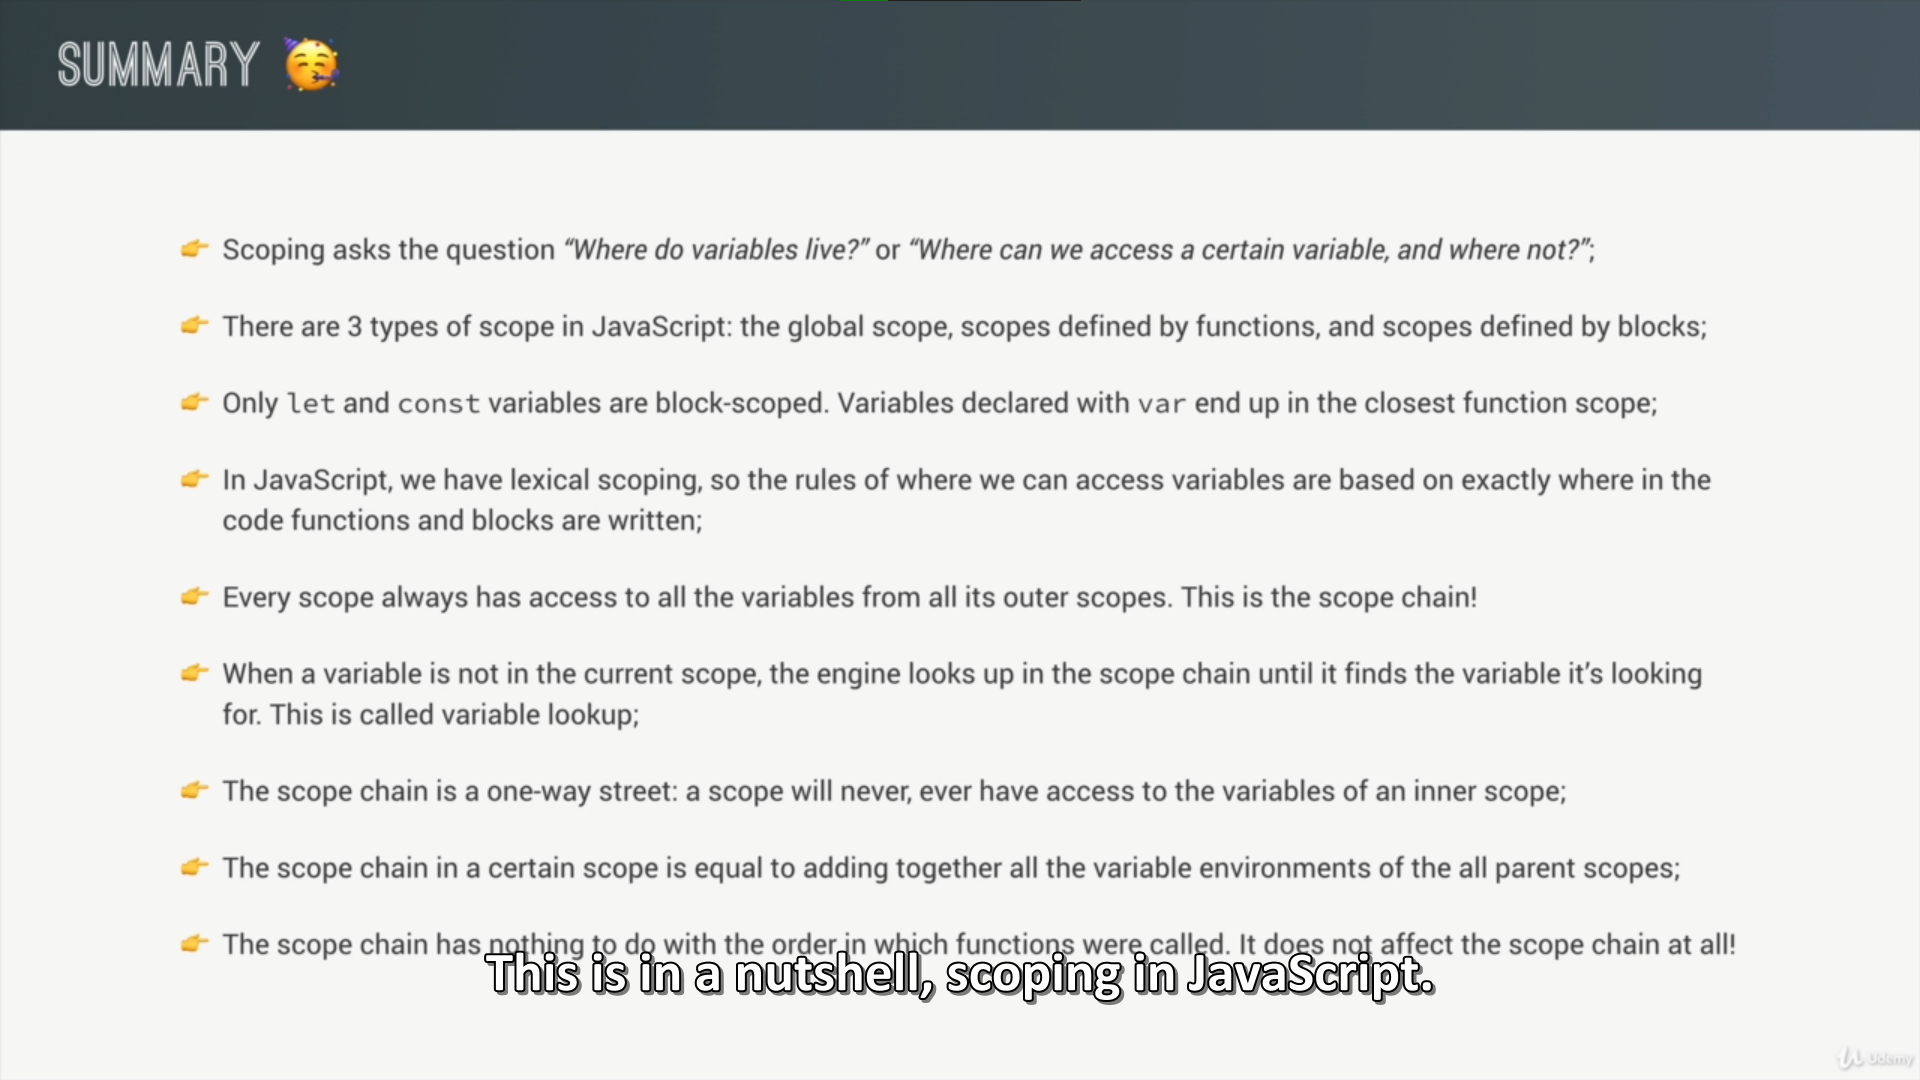 SUMMARY
👉 Scoping asks the question “Where do variables live?” or “Where can we access a certain variable, and where not?”;
👉 There are 3 types of scope in JavaScript: the global scope, scopes defined by functions, and scopes defined by blocks;
👉 Only let and const variables are block-scoped. Variables declared with var end up in the closest function scope;
👉 In JavaScript, we have lexical scoping, so the rules of where we can access variables are based on exactly where in the
code functions and blocks are written;
👉 Every scope always has access to all the variables from all its outer scopes. This is the scope chain!
👉 When a variable is not in the current scope, the engine looks up in the scope chain until it finds the variable it’s looking
for. This is called variable lookup;
👉 The scope chain is a one-way street: a scope will never, ever have access to the variables of an inner scope;
👉 The scope chain in a certain scope is equal to adding together all the variable environments of the all parent scopes;
👉 The scope chain has nothing to do with the order in which functions were called. It does not affect the scope chain at all!
This is in a nutshell, scoping in JavaScript.
Udemy